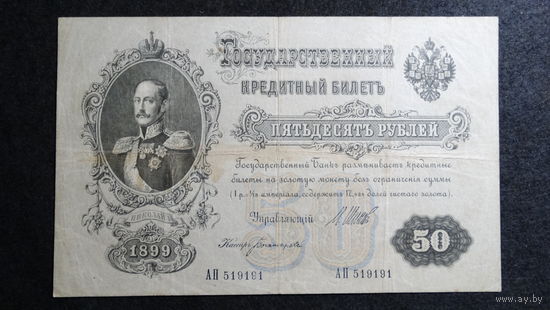 Государственный
кредитный билетъ
пятьдесятъ рублей
Государственный Банкъ размѣниваетъ кредитные
билеты на золотую монету безъ ограниченія суммы
(1 р.= 1/15 имперіала, содержитъ 17,424 долей чистаго золота).
Управляющій
Кассиръ
НИКОЛАЙ I.
1899
50
АП 519191 АП 519191
www.ay.by